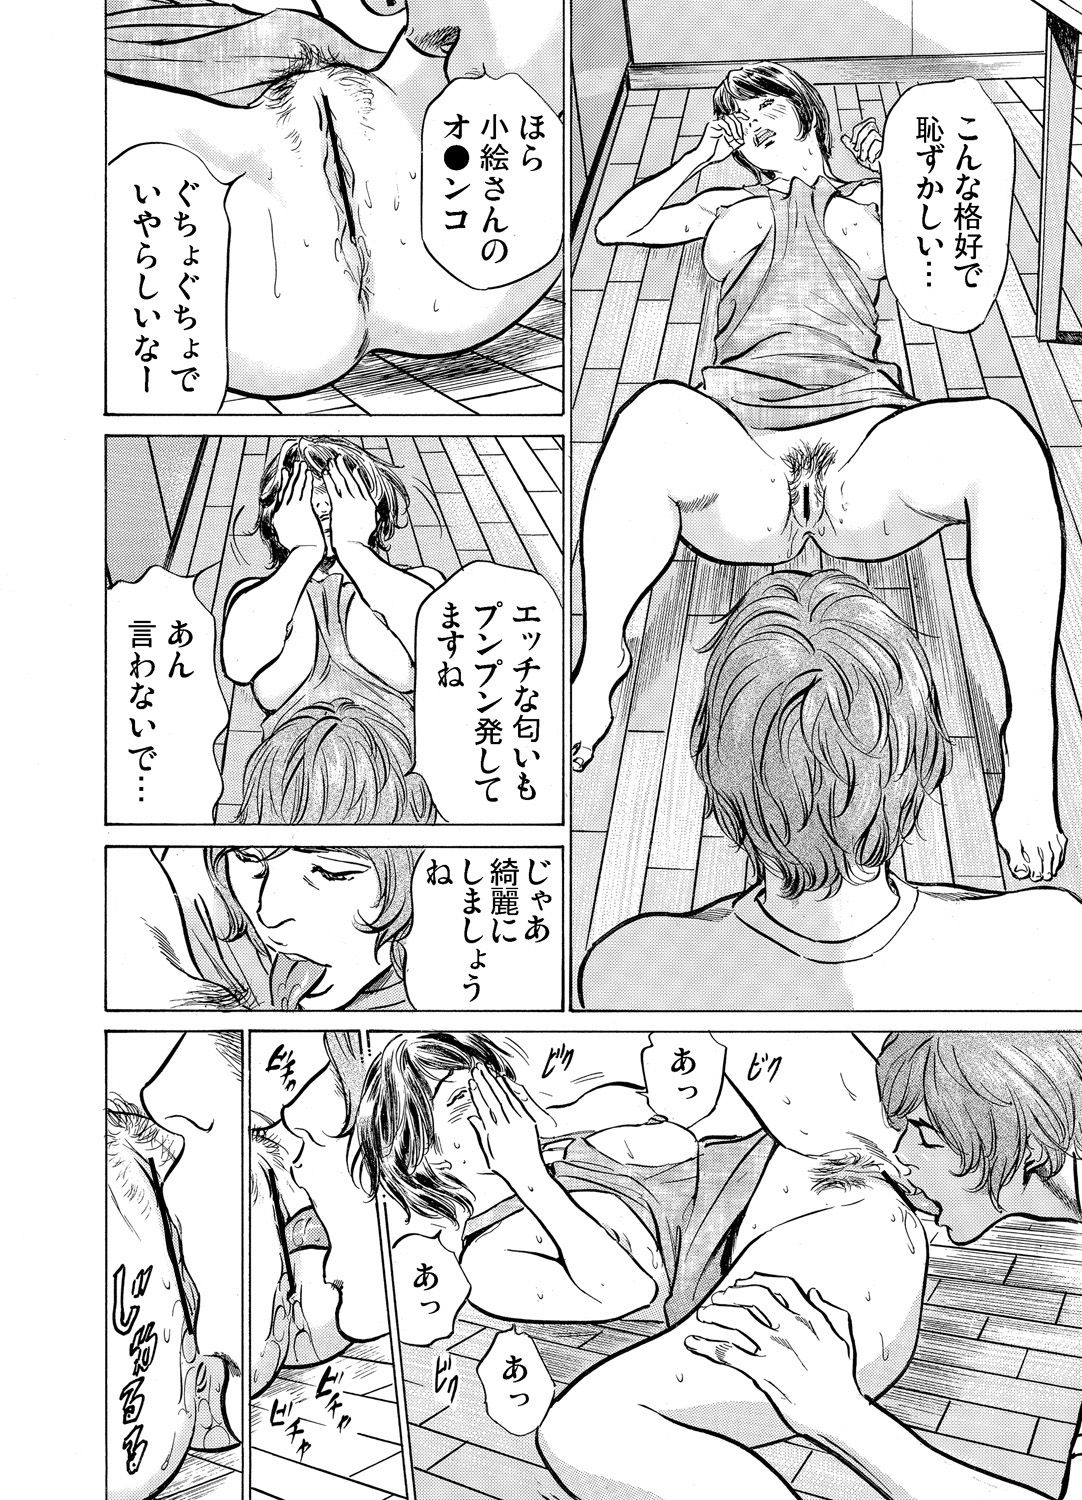 こんな格好で
恥ずかしい…
ほら
小絵さんの
オ●ンコ
ぐちょぐちょで
いやらしいなー
エッチな匂いも
プンプン発して
ますね
あん
言わないで…
じゃあ
綺麗に
しましょう
ね
ビク
あっ
ビク
あっ
あっ
ビク
ビチャ
ビチャ
ビチャ